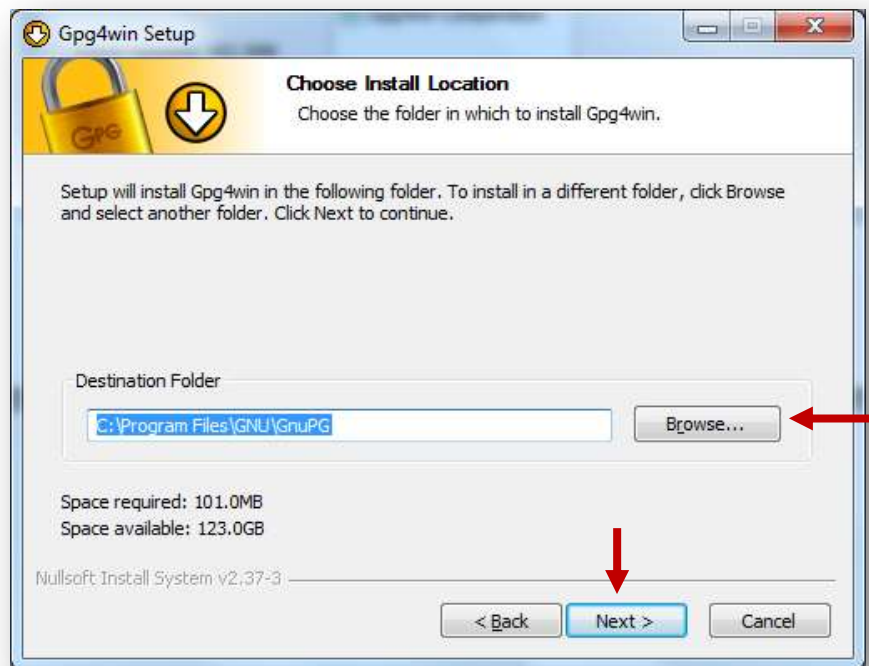 Gpg4win Setup
Choose Install Location
Choose the folder in which to install Gpg4win.
GPG
Setup will install Gpg4win in the following folder. To install in a different folder, click Browse
and select another folder. Click Next to continue.
Destination Folder
C:\Program Files\GNU\GnuPG
Browse...
Space required: 101.0MB
Space available: 123.0GB
Nullsoft Install System v2.37-3
< Back
Next >
Cancel